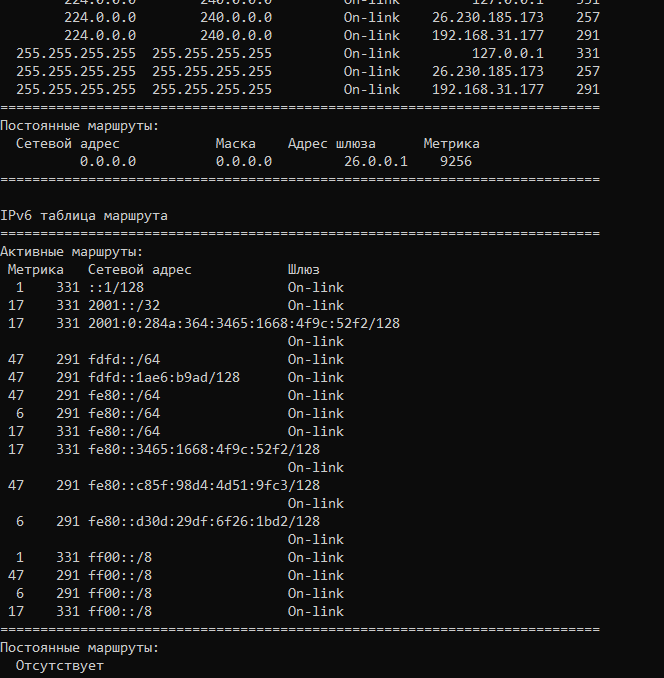 224.0.0.0 240.0.0.0 On-link 127.0.0.1 331
224.0.0.0 240.0.0.0 On-link 26.230.185.173 257
224.0.0.0 240.0.0.0 On-link 192.168.31.177 291
255.255.255.255 255.255.255.255 On-link 127.0.0.1 331
255.255.255.255 255.255.255.255 On-link 26.230.185.173 257
255.255.255.255 255.255.255.255 On-link 192.168.31.177 291
===========================================================================
Постоянные маршруты:
Сетевой адрес Маска Адрес шлюза Метрика
0.0.0.0 0.0.0.0 26.0.0.1 9256
===========================================================================
IPv6 таблица маршрута
===========================================================================
Активные маршруты:
Метрика Сетевой адрес Шлюз
1 331 ::1/128 On-link
17 331 2001::/32 On-link
17 331 2001:0:284a:364:3465:1668:4f9c:52f2/128
On-link
47 291 fdfd::/64 On-link
47 291 fdfd::1ae6:b9ad/128 On-link
47 291 fe80::/64 On-link
6 291 fe80::/64 On-link
17 331 fe80::/64 On-link
17 331 fe80::3465:1668:4f9c:52f2/128
On-link
47 291 fe80::c85f:98d4:4d51:9fc3/128
On-link
6 291 fe80::d30d:29df:6f26:1bd2/128
On-link
1 331 ff00::/8 On-link
47 291 ff00::/8 On-link
6 291 ff00::/8 On-link
17 331 ff00::/8 On-link
===========================================================================
Постоянные маршруты:
Отсутствует